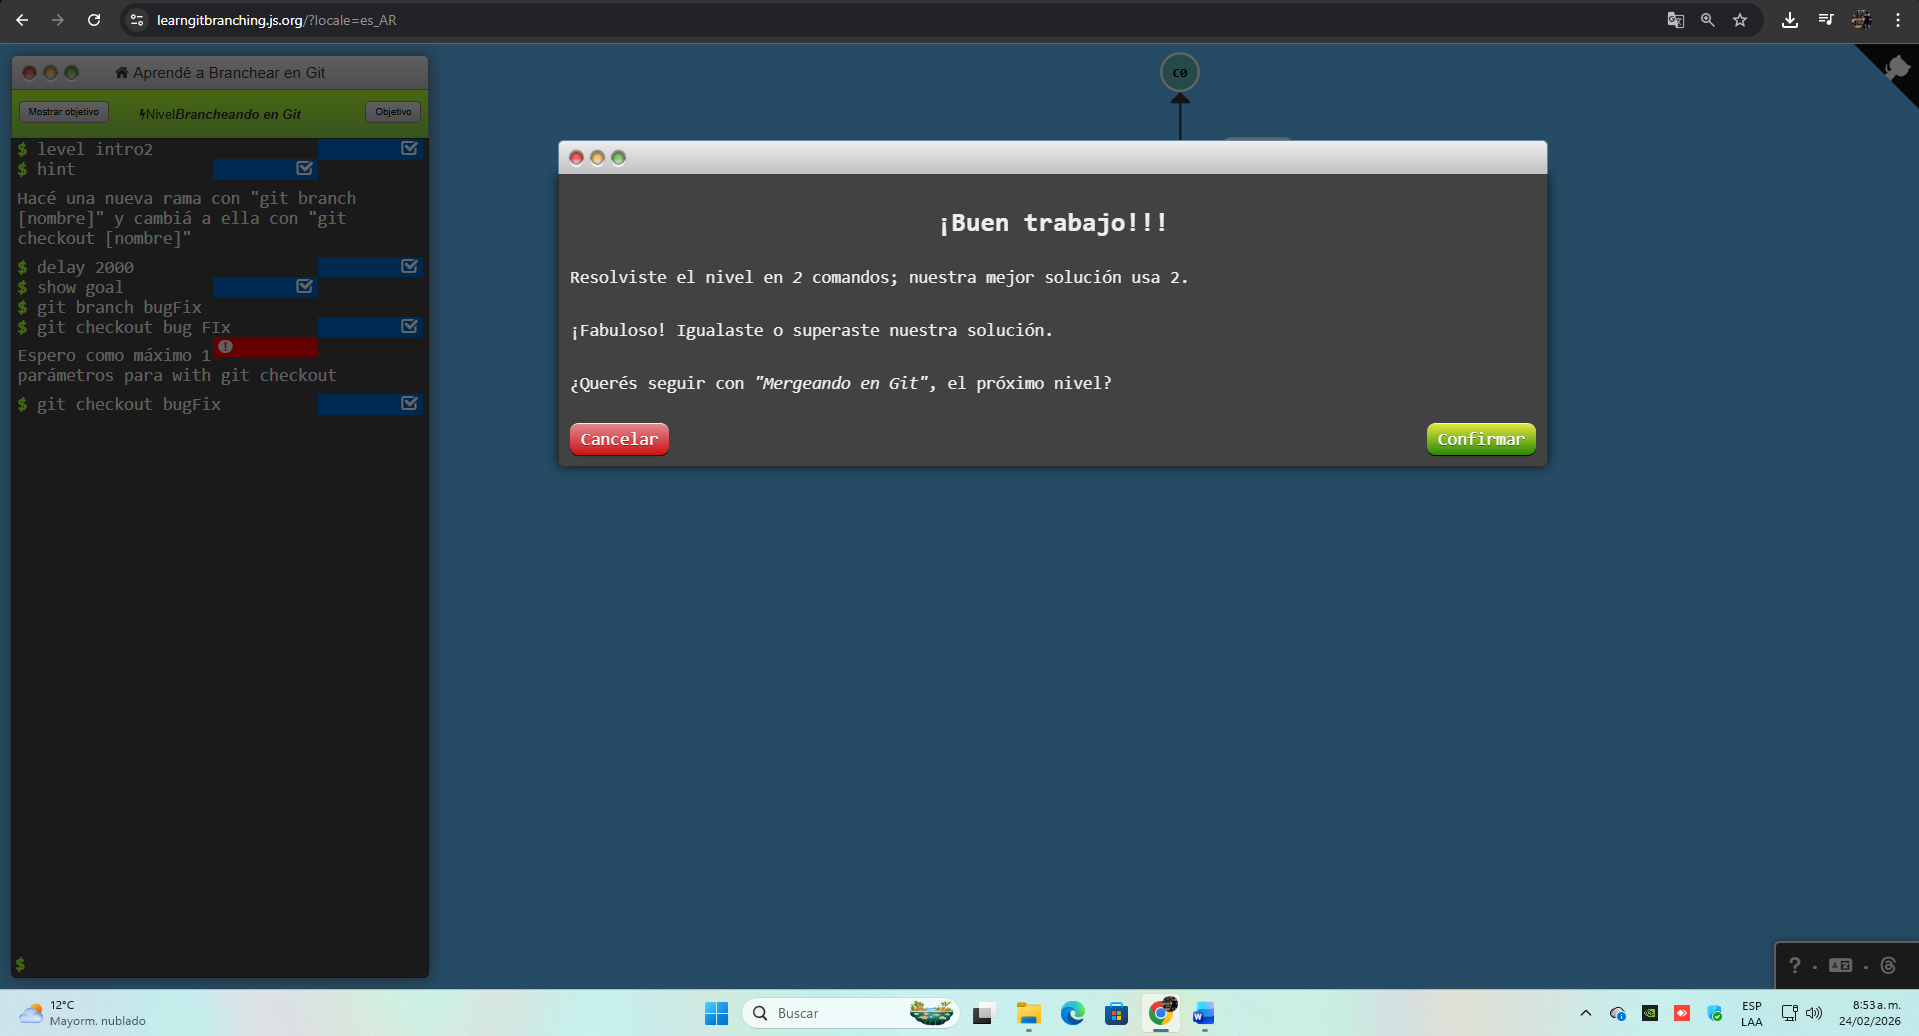 learngitbranching.js.org/?locale=es_AR
Aprendé a Branchear en Git
Mostrar objetivo
NivelBrancheando en Git
Objetivo
$ level intro2
$ hint
Hacé una nueva rama con "git branch
[nombre]" y cambiá a ella con "git
checkout [nombre]"
$ delay 2000
$ show goal
$ git branch bugFix
$ git checkout bug FIx
Espero como máximo 1
parámetros para with git checkout
$ git checkout bugFix
$
C0
¡Buen trabajo!!!
Resolviste el nivel en 2 comandos; nuestra mejor solución usa 2.
¡Fabuloso! Igualaste o superaste nuestra solución.
¿Querés seguir con "Mergeando en Git", el próximo nivel?
Cancelar
Confirmar
?
12°C
Mayorm. nublado
Buscar
ESP
LAA
8:53 a. m.
24/02/2026